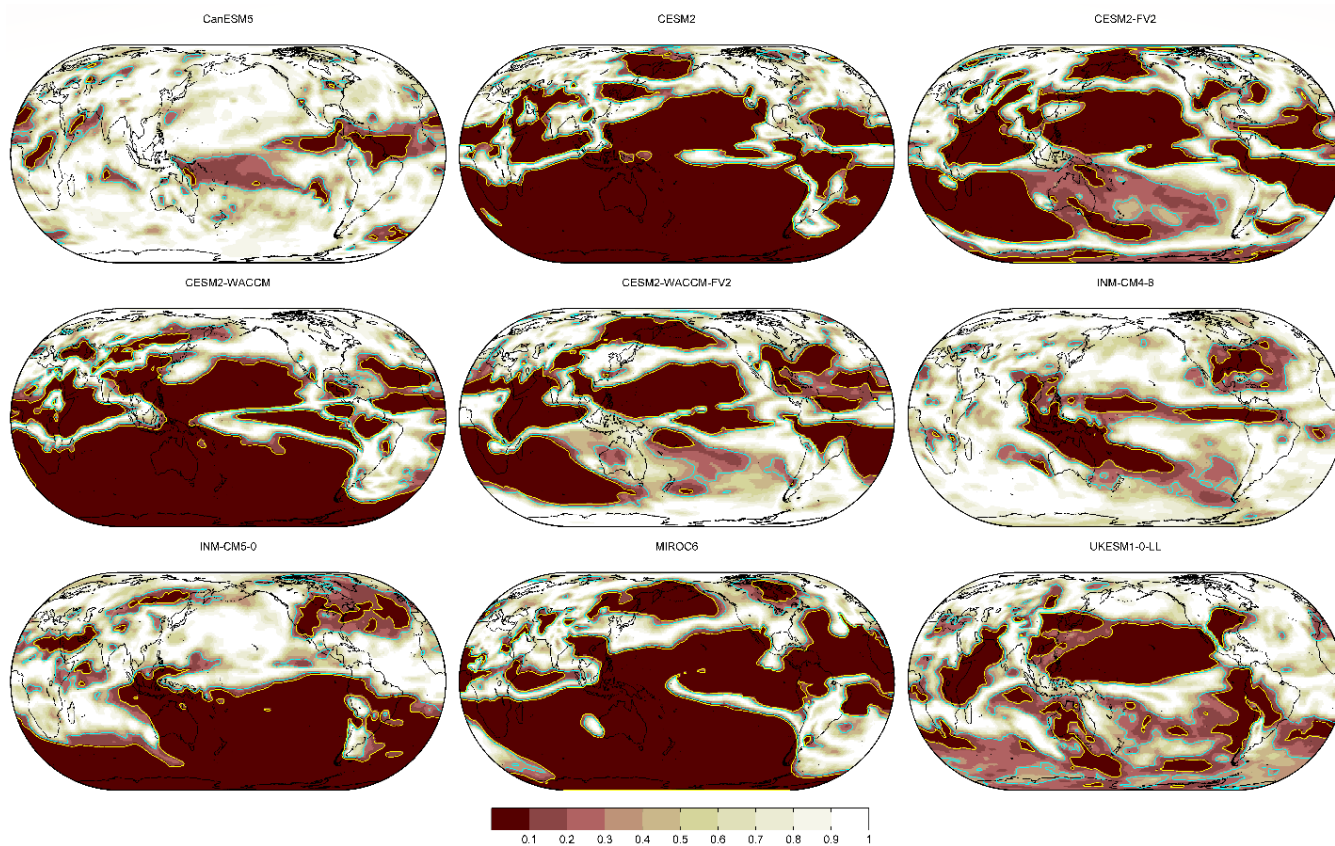 CanESM5
CESM2
CESM2-FV2
CESM2-WACCM
CESM2-WACCM-FV2
INM-CM4-8
INM-CM5-0
MIROC6
UKESM1-0-LL
0.1 0.2 0.3 0.4 0.5 0.6 0.7 0.8 0.9 1